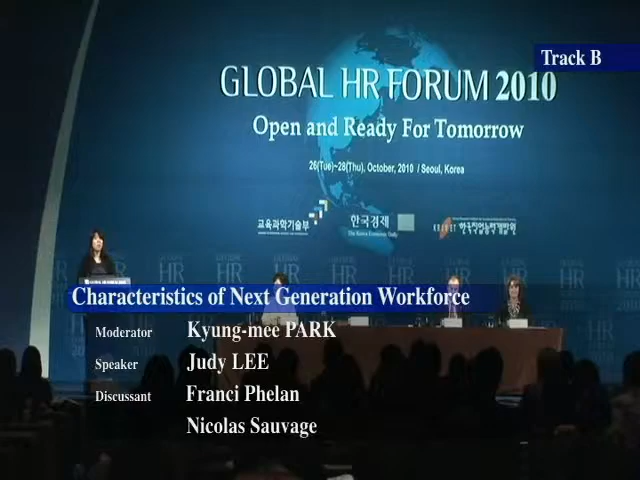 Track B
GLOBAL HR FORUM 2010
Open and Ready For Tomorrow
26(Tue)~28(Thu), October, 2010 / Seoul, Korea
교육과학기술부
한국경제
The Korea Economic Daily
KRIVET 한국직업능력개발원
Characteristics of Next Generation Workforce
Moderator Kyung-mee PARK
Speaker Judy LEE
Discussant Franci Phelan
Nicolas Sauvage